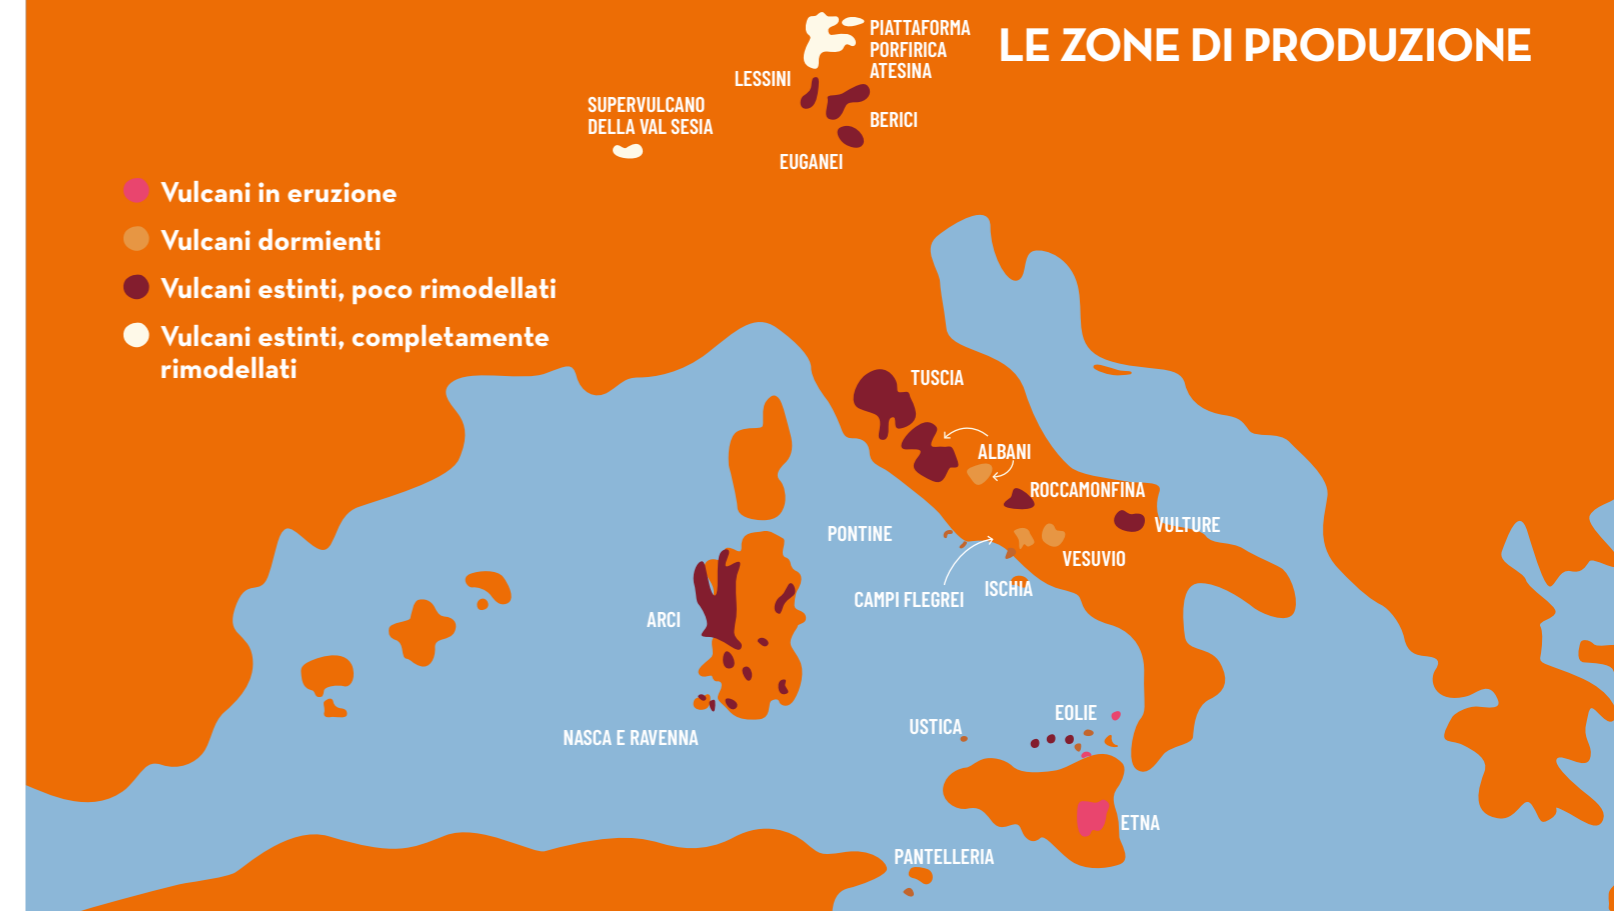 LE ZONE DI PRODUZIONE
PIATTAFORMA
PORFIRICA
ATESINA
LESSINI
SUPERVULCANO
DELLA VAL SESIA
BERICI
EUGANEI
Vulcani in eruzione
Vulcani dormienti
Vulcani estinti, poco rimodellati
Vulcani estinti, completamente
rimodellati
TUSCIA
ALBANI
ROCCAMONFINA
VULTURE
PONTINE
VESUVIO
ISCHIA
CAMPI FLEGREI
ARCI
EOLIE
USTICA
NASCA E RAVENNA
ETNA
PANTELLERIA